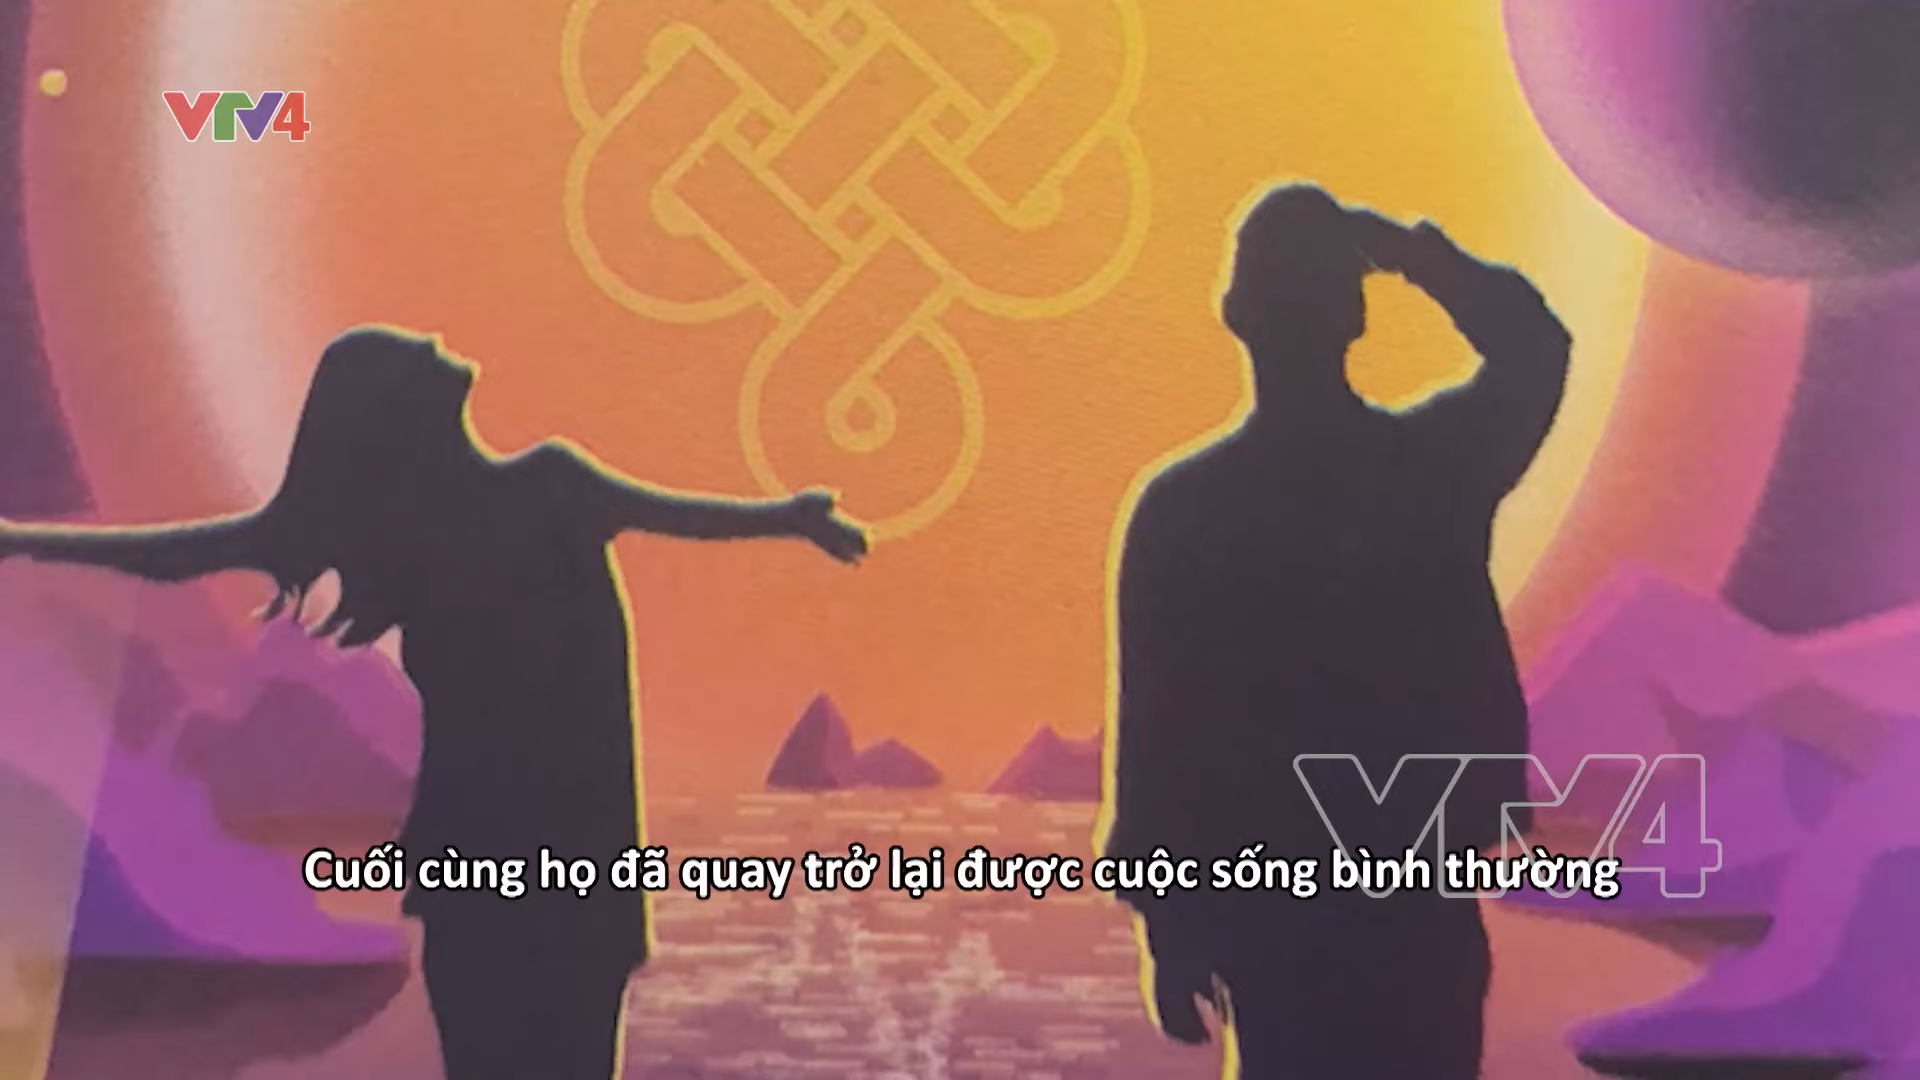 VTV4
VTV4
Cuối cùng họ đã quay trở lại được cuộc sống bình thường